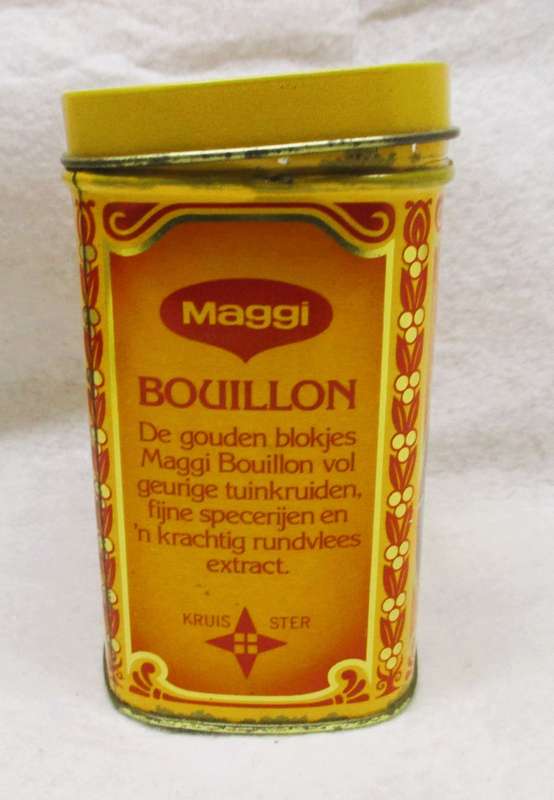 Maggi
BOUILLON
De gouden blokjes
Maggi Bouillon vol
geurige tuinkruiden,
fijne specerijen en
'n krachtig rundvlees
extract.
KRUIS STER